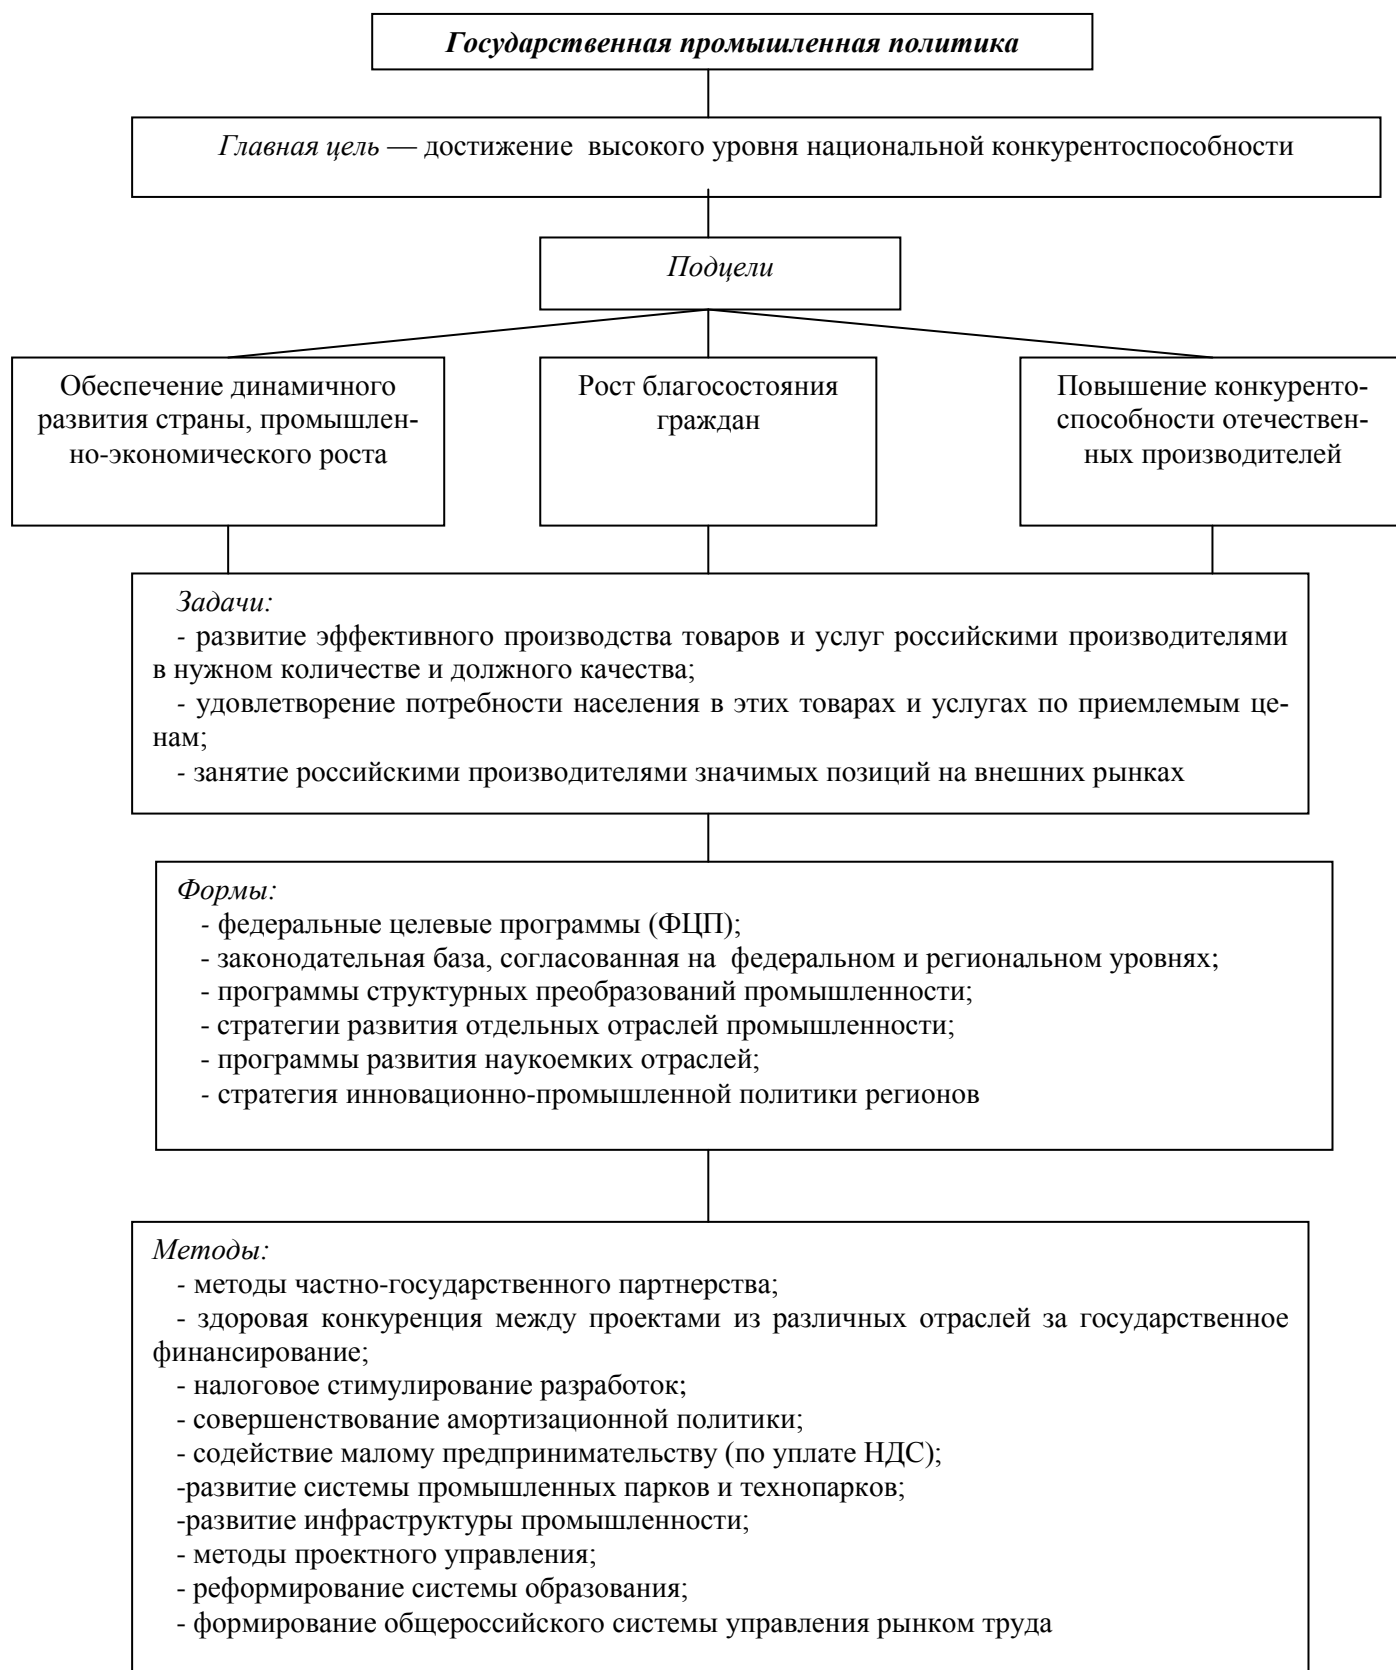 Государственная промышленная политика
Главная цель — достижение высокого уровня национальной конкурентоспособности
Подцели
Обеспечение динамичного
развития страны, промышлен-
но-экономического роста
Рост благосостояния
граждан
Повышение конкуренто-
способности отечествен-
ных производителей
Задачи:
- развитие эффективного производства товаров и услуг российскими производителями
в нужном количестве и должного качества;
- удовлетворение потребности населения в этих товарах и услугах по приемлемым це-
нам;
- занятие российскими производителями значимых позиций на внешних рынках
Формы:
- федеральные целевые программы (ФЦП);
- законодательная база, согласованная на федеральном и региональном уровнях;
- программы структурных преобразований промышленности;
- стратегии развития отдельных отраслей промышленности;
- программы развития наукоемких отраслей;
- стратегия инновационно-промышленной политики регионов
Методы:
- методы частно-государственного партнерства;
- здоровая конкуренция между проектами из различных отраслей за государственное
финансирование;
- налоговое стимулирование разработок;
- совершенствование амортизационной политики;
- содействие малому предпринимательству (по уплате НДС);
-развитие системы промышленных парков и технопарков;
-развитие инфраструктуры промышленности;
- методы проектного управления;
- реформирование системы образования;
- формирование общероссийского системы управления рынком труда